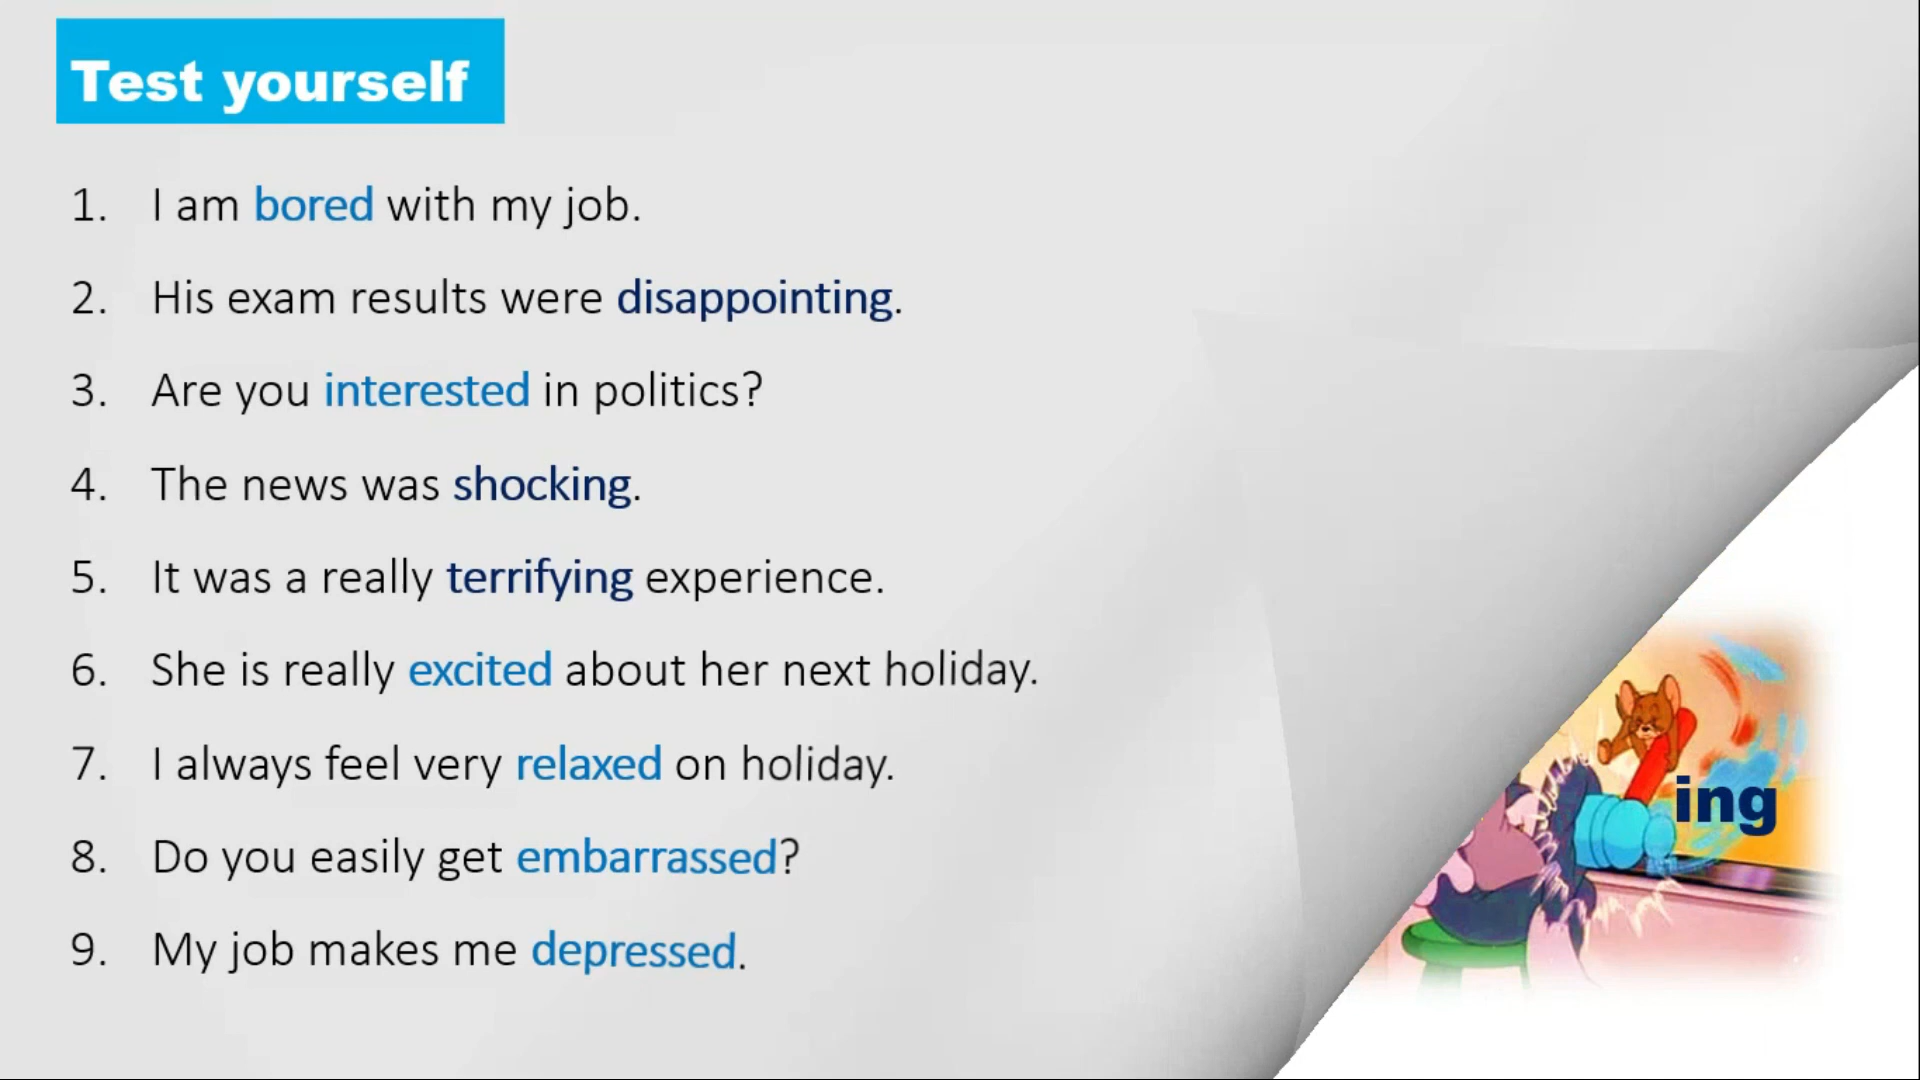 Test yourself
1. I am bored with my job.
2. His exam results were disappointing.
3. Are you interested in politics?
4. The news was shocking.
5. It was a really terrifying experience.
6. She is really excited about her next holiday.
7. I always feel very relaxed on holiday.
8. Do you easily get embarrassed?
9. My job makes me depressed.
ing